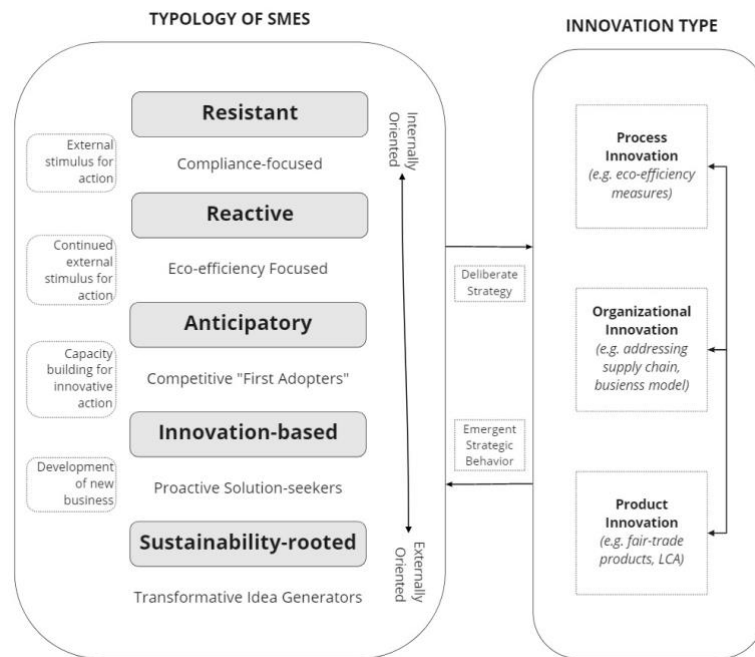 TYPOLOGY OF SMES
Resistant
External
stimulus for
action
Compliance-focused
Reactive
Continued
external
stimulus for
action
Eco-efficiency Focused
Anticipatory
Capacity
building for
innovative
action
Competitive "First Adopters"
Innovation-based
Development
of new
business
Proactive Solution-seekers
Sustainability-rooted
Transformative Idea Generators
Internally
Oriented
Externally
Oriented
Deliberate
Strategy
Emergent
Strategic
Behavior
INNOVATION TYPE
Process
Innovation
(e.g. eco-efficiency
measures)
Organizational
Innovation
(e.g. addressing
supply chain,
busienss model)
Product
Innovation
(e.g. fair-trade
products, LCA)